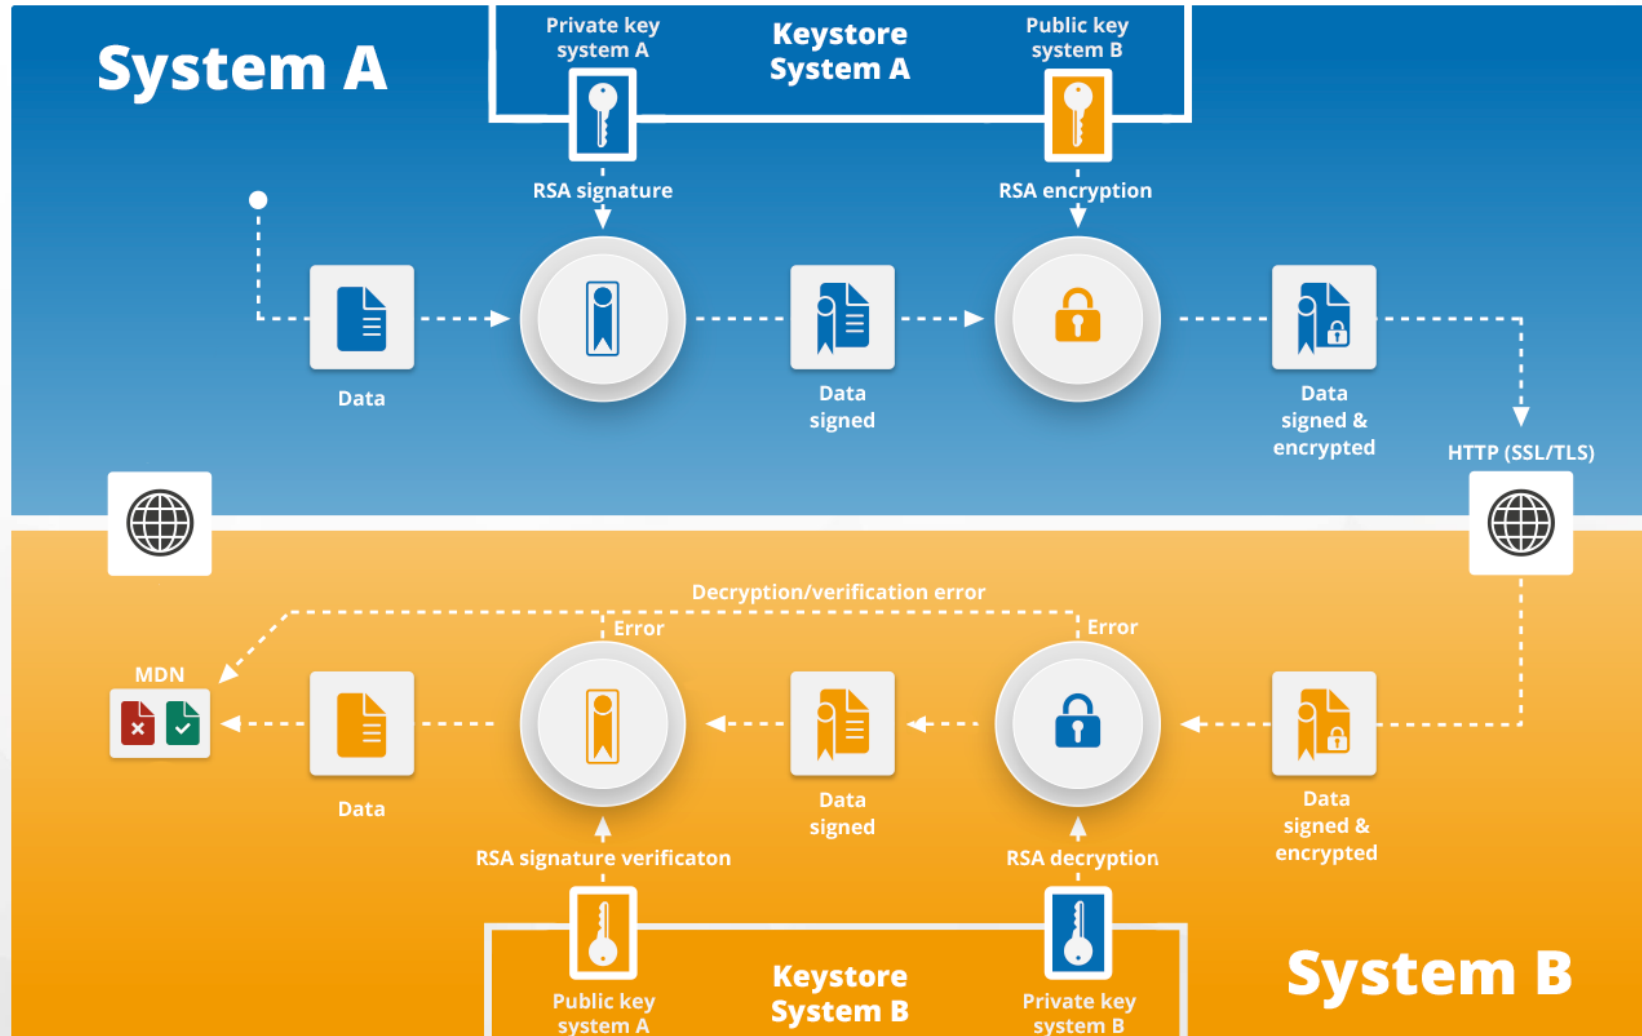 System A
Private key
system A
Keystore
System A
Public key
system B
RSA signature
RSA encryption
Data
Data
signed
Data
signed &
encrypted
HTTP (SSL/TLS)
Decryption/verification error
Error
Error
MDN
Data
Data
signed
Data
signed &
encrypted
RSA signature verificaton
RSA decryption
Public key
system A
Keystore
System B
Private key
system B
System B